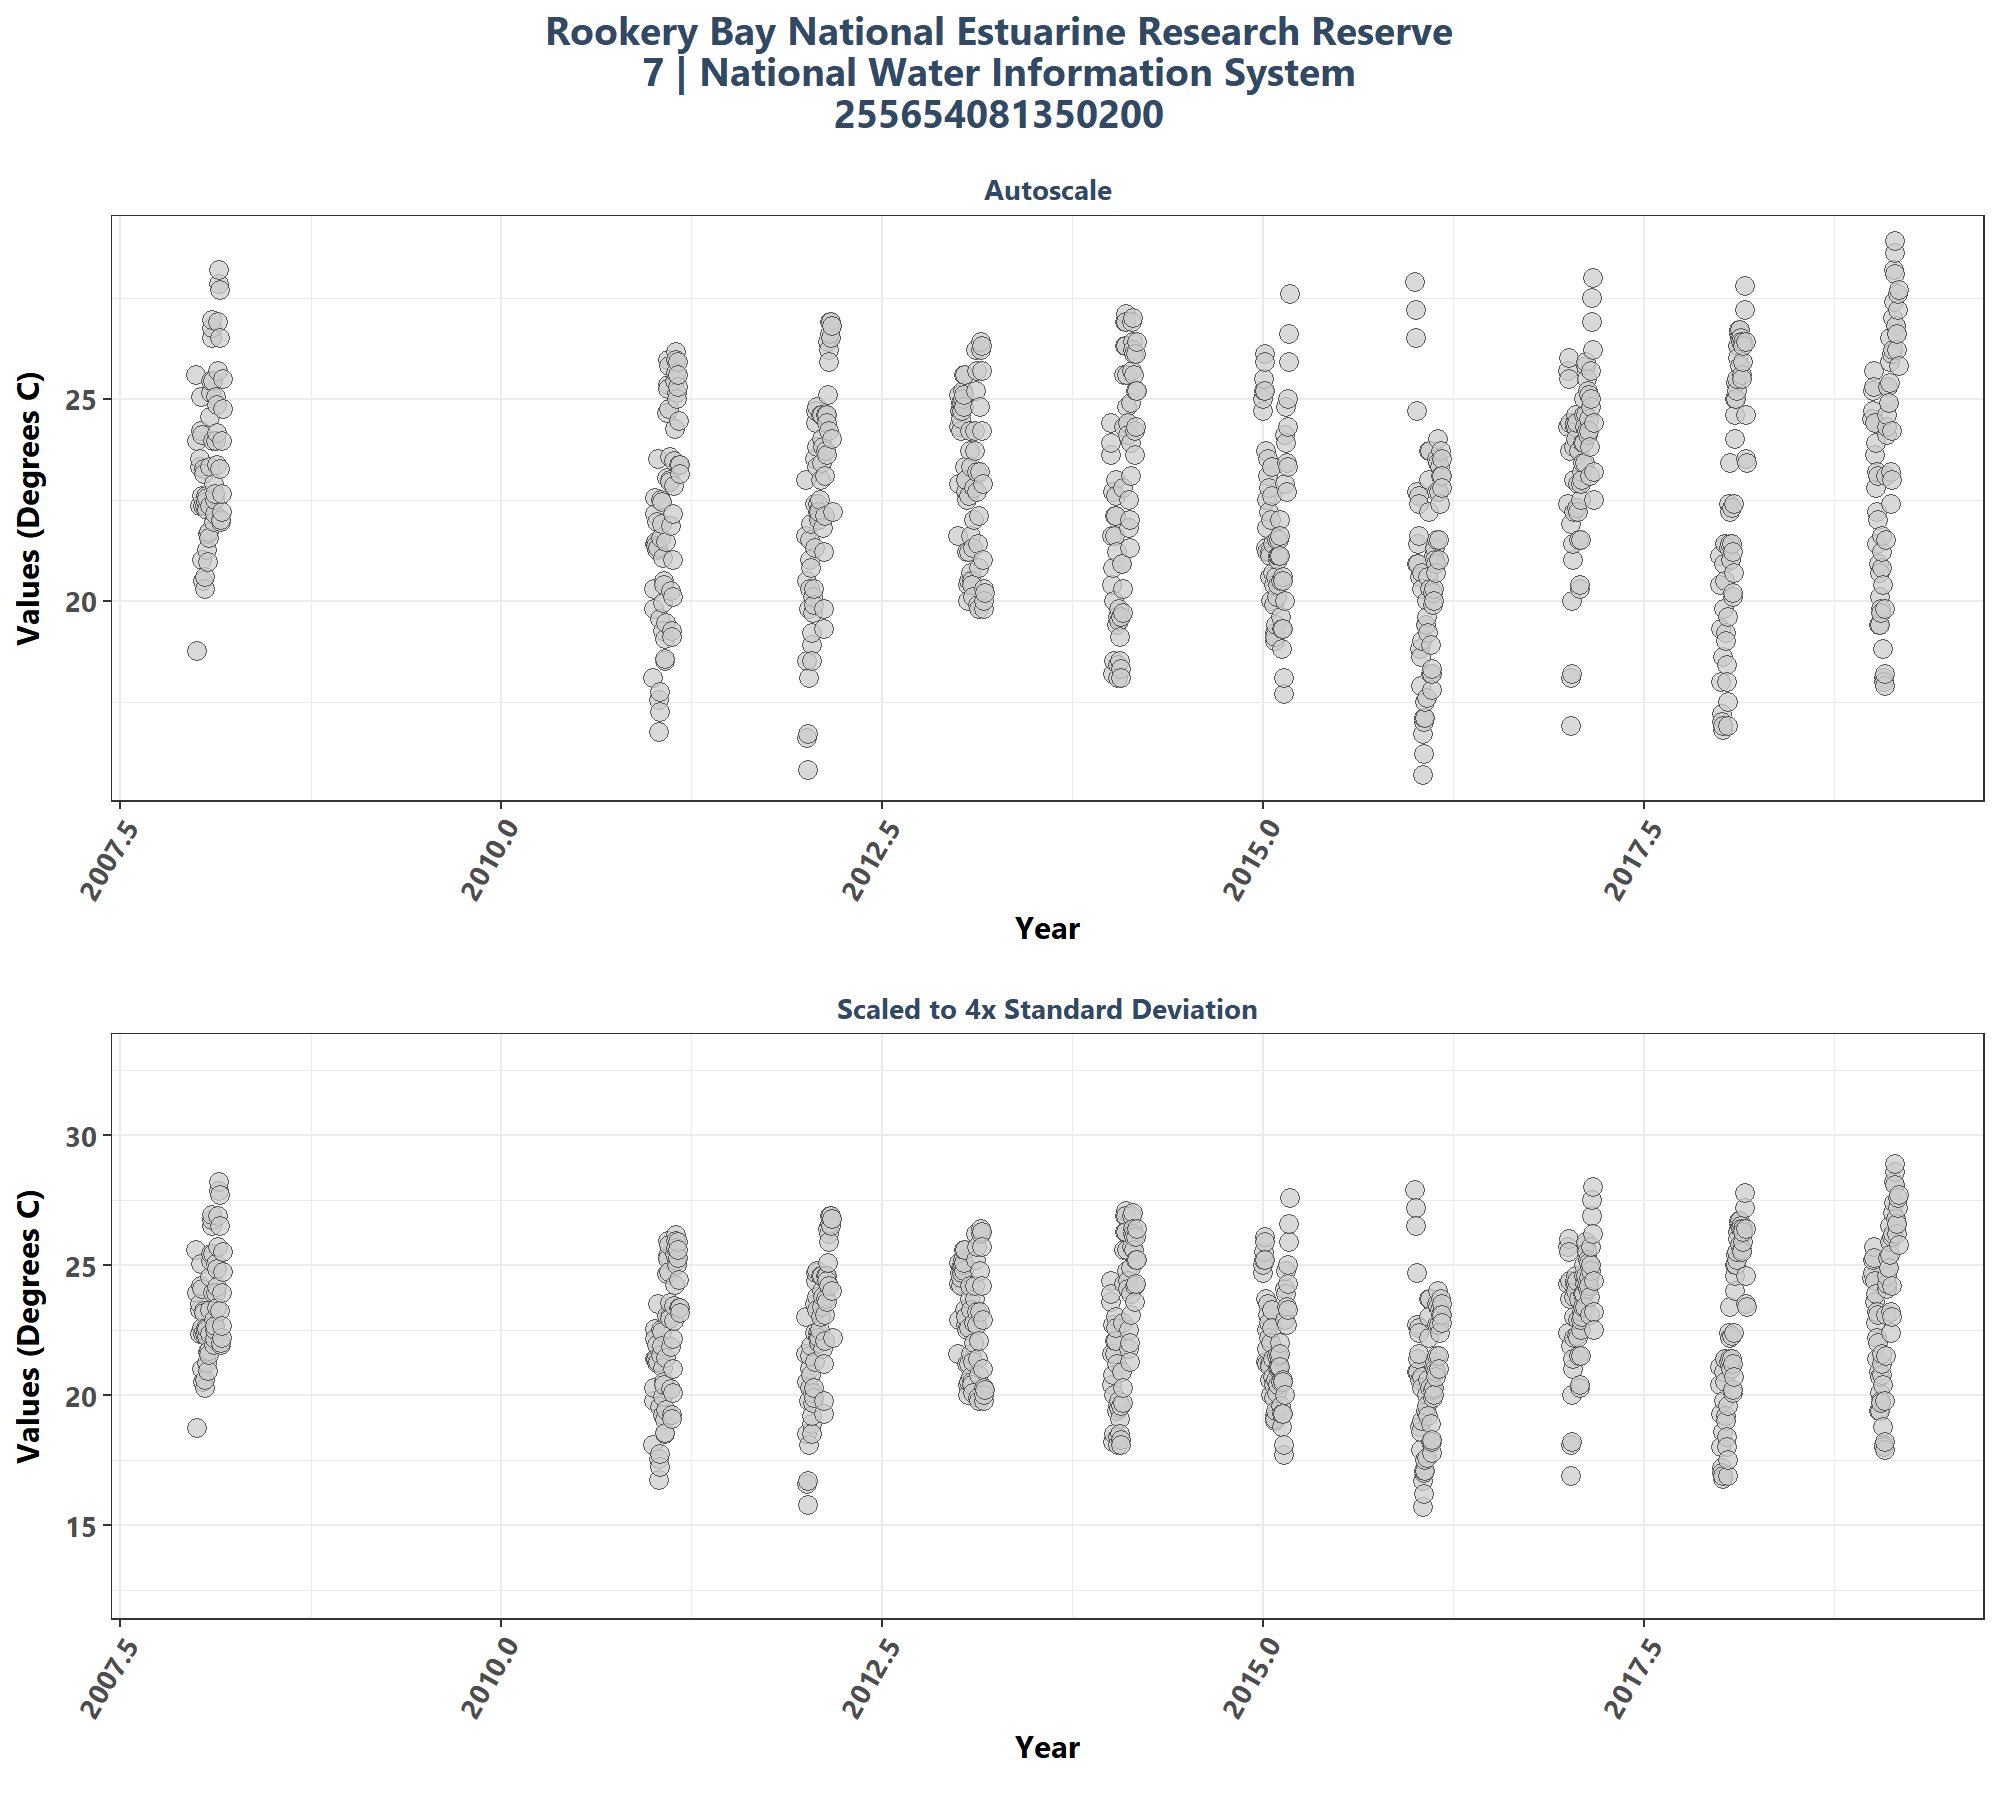 Rookery Bay National Estuarine Research Reserve
7 | National Water Information System
255654081350200
Autoscale
Values (Degrees C)
25
20
2007.5
2010.0
2012.5
2015.0
2017.5
Year
Scaled to 4x Standard Deviation
Values (Degrees C)
30
25
20
15
2007.5
2010.0
2012.5
2015.0
2017.5
Year